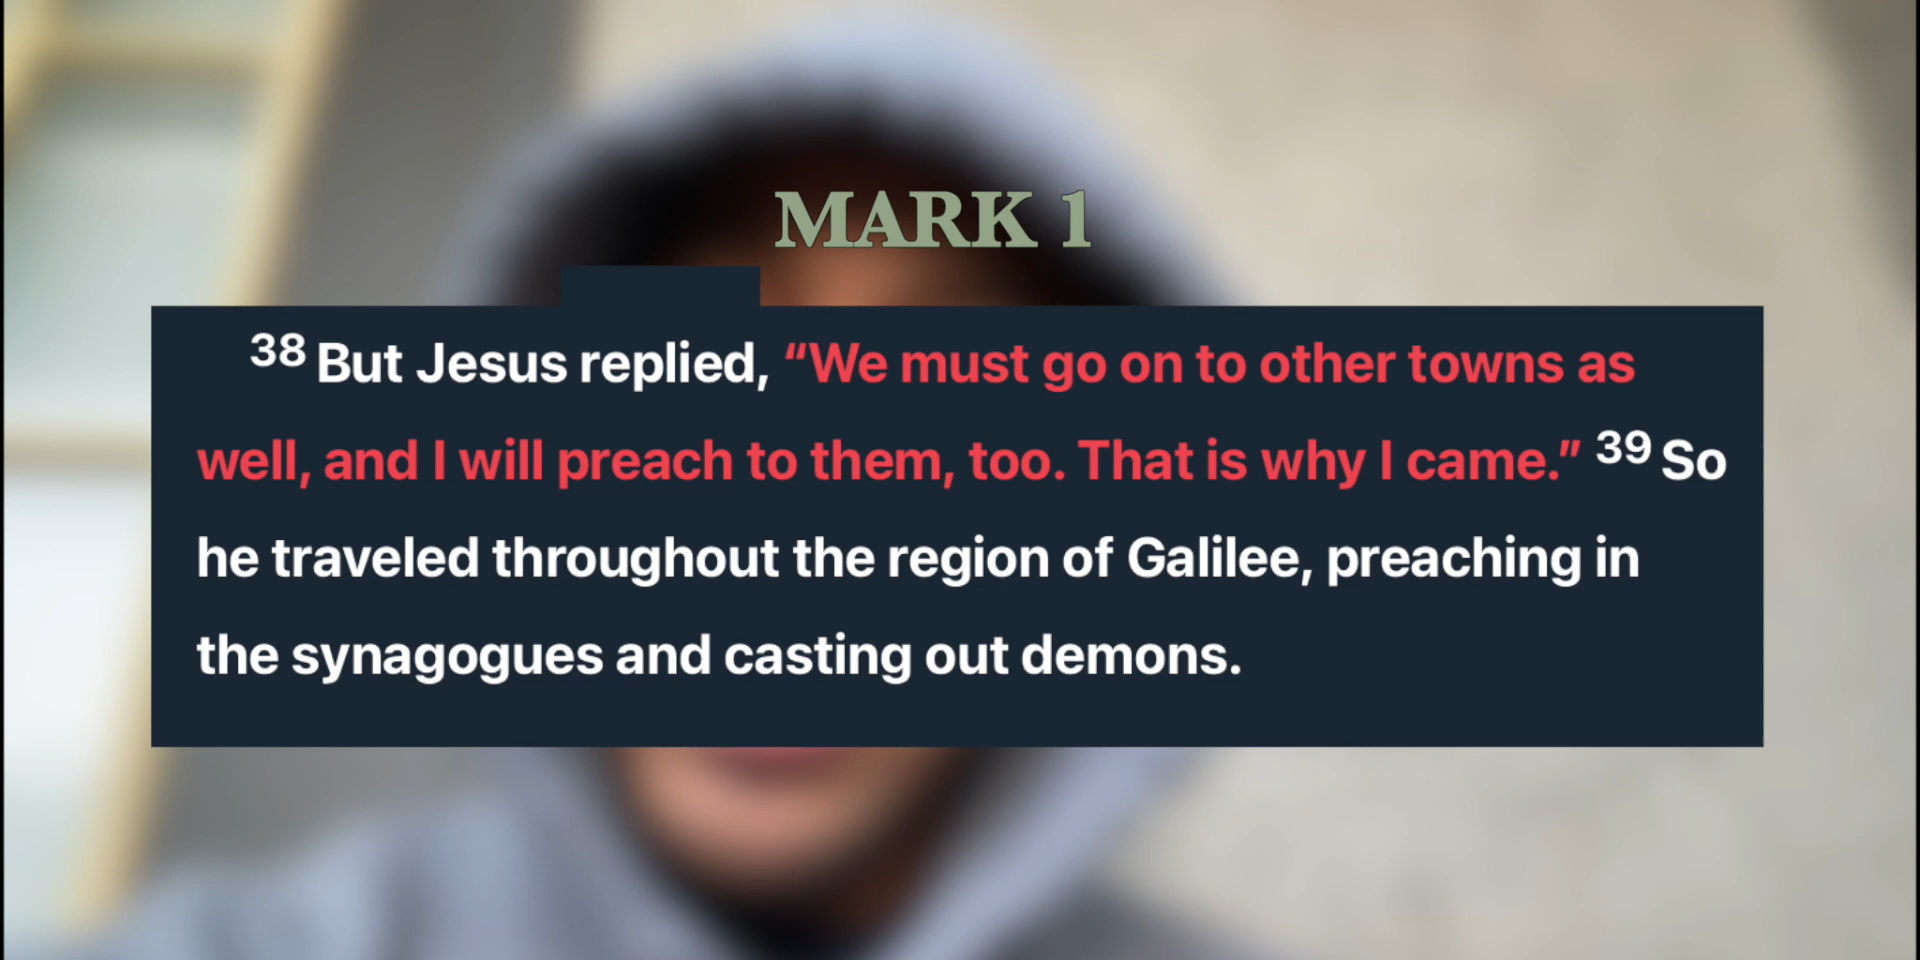 MARK 1
38 But Jesus replied, “We must go on to other towns as
well, and I will preach to them, too. That is why I came.” 39 So
he traveled throughout the region of Galilee, preaching in
the synagogues and casting out demons.